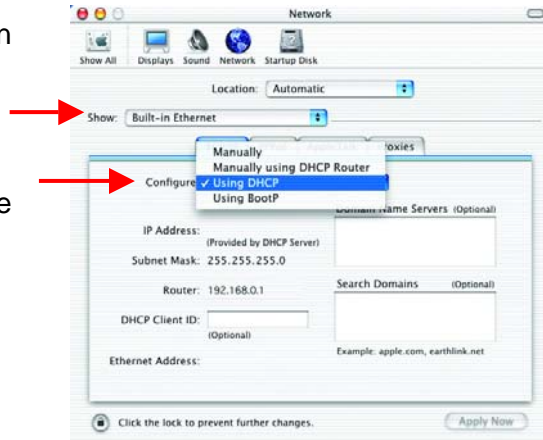 Network
Show All Displays Sound Network Startup Disk
Location: Automatic
Show: Built-in Ethernet
Proxies
Configure
Manually
Manually using DHCP Router
✓ Using DHCP
Using BootP
Domain Name Servers (Optional)
IP Address:
(Provided by DHCP Server)
Subnet Mask: 255.255.255.0
Router: 192.168.0.1
Search Domains (Optional)
DHCP Client ID:
(Optional)
Example: apple.com, earthlink.net
Ethernet Address:
Click the lock to prevent further changes.
Apply Now